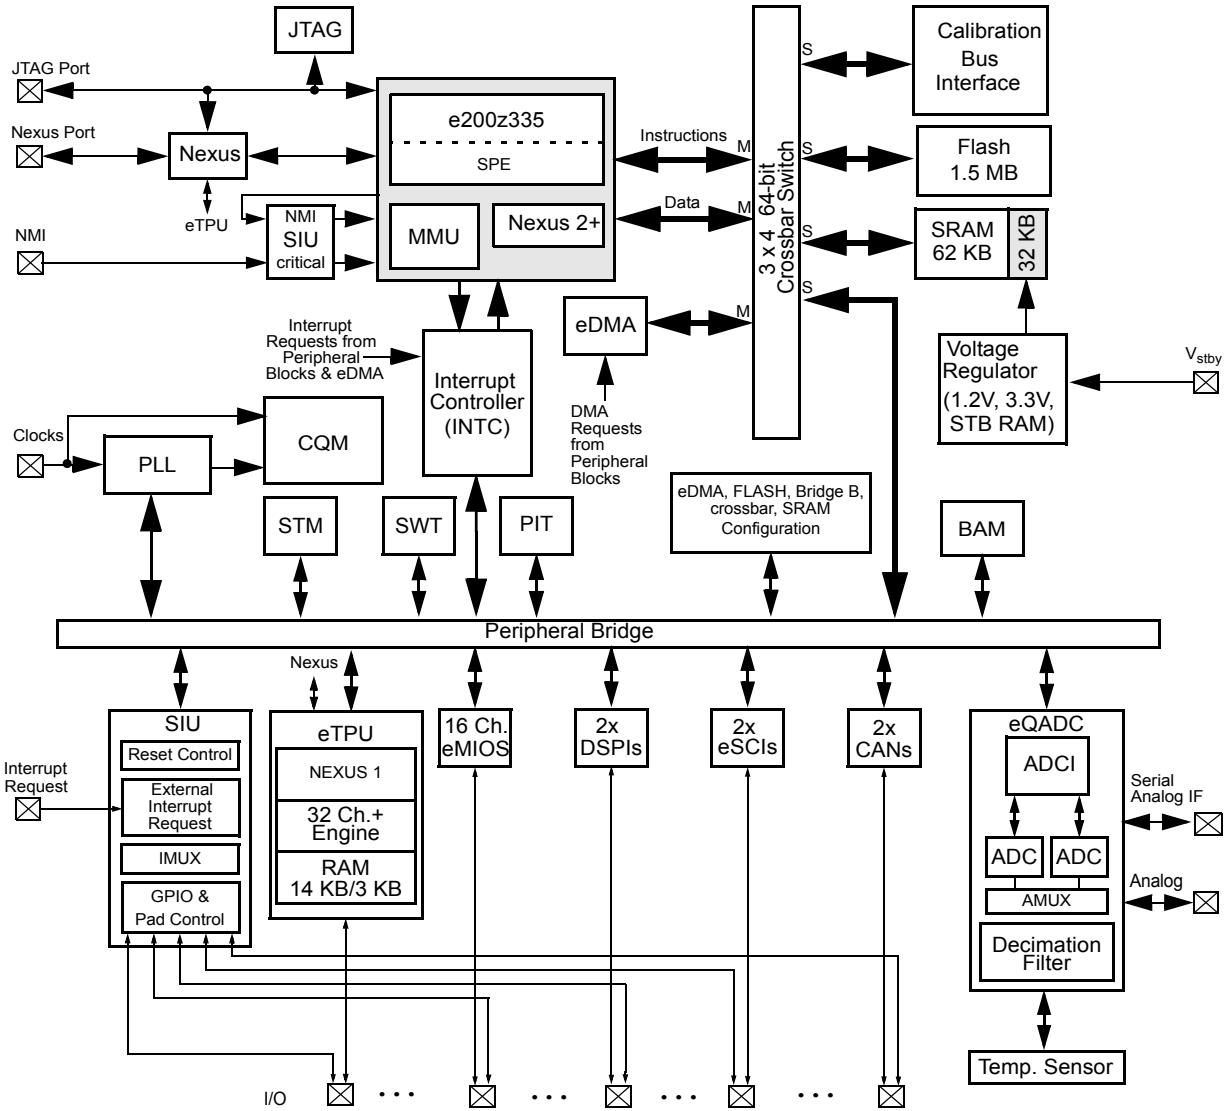 JTAG
JTAG Port
Nexus Port
Nexus
eTPU
NMI
NMI
SIU
critical
e200z335
SPE
MMU
Nexus 2+
Instructions
M
Data
M
M
3 x 4 64-bit
Crossbar Switch
S
S
S
S
Calibration
Bus
Interface
Flash
1.5 MB
SRAM
62 KB
32 KB
eDMA
DMA
Requests
from
Peripheral
Blocks
Voltage
Regulator
(1.2V, 3.3V,
STB RAM)
Vstby
Interrupt
Requests from
Peripheral
Blocks & eDMA
Interrupt
Controller
(INTC)
Clocks
PLL
CQM
STM
SWT
PIT
eDMA, FLASH, Bridge B,
crossbar, SRAM
Configuration
BAM
Peripheral Bridge
Nexus
SIU
Reset Control
External
Interrupt
Request
IMUX
GPIO &
Pad Control
Interrupt
Request
eTPU
NEXUS 1
32 Ch.+
Engine
RAM
14 KB/3 KB
16 Ch.
eMIOS
2x
DSPIs
2x
eSCIs
2x
CANs
eQADC
ADCI
ADC
ADC
AMUX
Decimation
Filter
Serial
Analog IF
Analog
Temp. Sensor
I/O